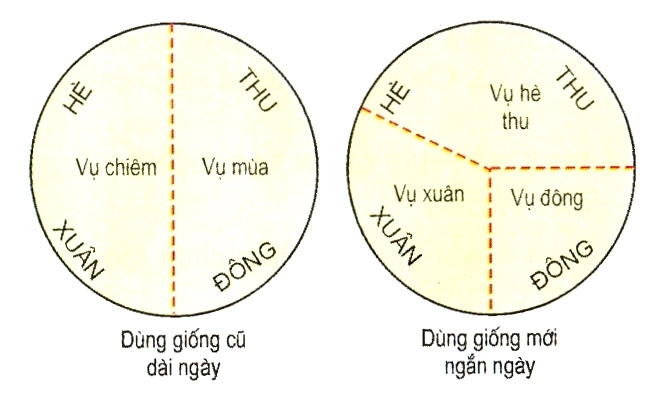 HÈ
THU
Vụ chiêm
Vụ mùa
XUÂN
ĐÔNG
Dùng giống cũ
dài ngày
HÈ
THU
Vụ hè
thu
Vụ xuân
Vụ đông
XUÂN
ĐÔNG
Dùng giống mới
ngắn ngày